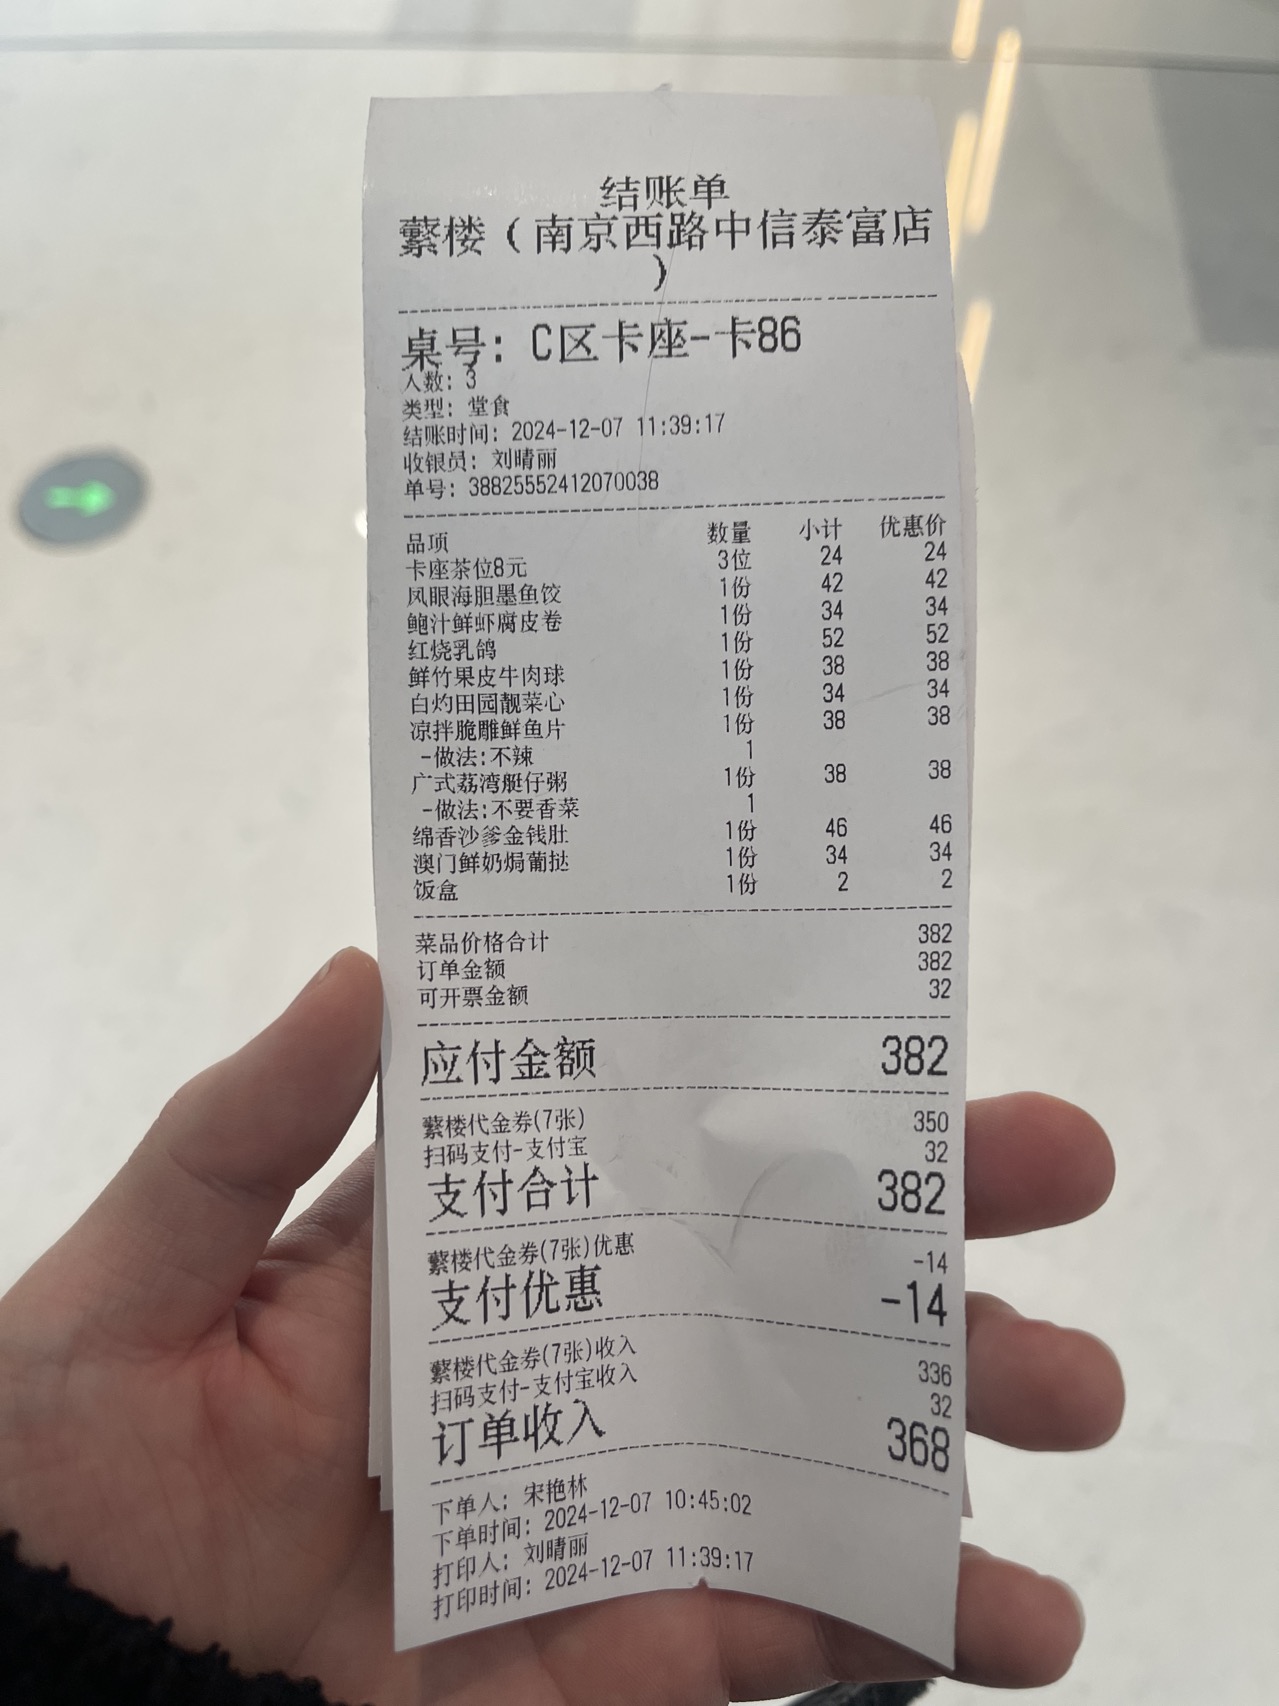 结账单
蘩楼（南京西路中信泰富店
）
桌号: C区卡座-卡86
人数: 3
类型: 堂食
结账时间: 2024-12-07 11:39:17
收银员: 刘晴丽
单号: 38825552412070038
品项 数量 小计 优惠价
卡座茶位8元 3位 24 24
凤眼海胆墨鱼饺 1份 42 42
鲍汁鲜虾腐皮卷 1份 34 34
红烧乳鸽 1份 52 52
鲜竹果皮牛肉球 1份 38 38
白灼田园靓菜心 1份 34 34
凉拌脆雕鲜鱼片 1份 38 38
-做法:不辣 1
广式荔湾艇仔粥 1份 38 38
-做法:不要香菜 1
绵香沙爹金钱肚 1份 46 46
澳门鲜奶焗葡挞 1份 34 34
饭盒 1份 2 2
菜品价格合计 382
订单金额 382
可开票金额 32
应付金额 382
蘩楼代金券(7张) 350
扫码支付-支付宝 32
支付合计 382
蘩楼代金券(7张)优惠 -14
支付优惠 -14
蘩楼代金券(7张)收入 336
扫码支付-支付宝收入 32
订单收入 368
下单人: 宋艳林
下单时间: 2024-12-07 10:45:02
打印人: 刘晴丽
打印时间: 2024-12-07 11:39:17